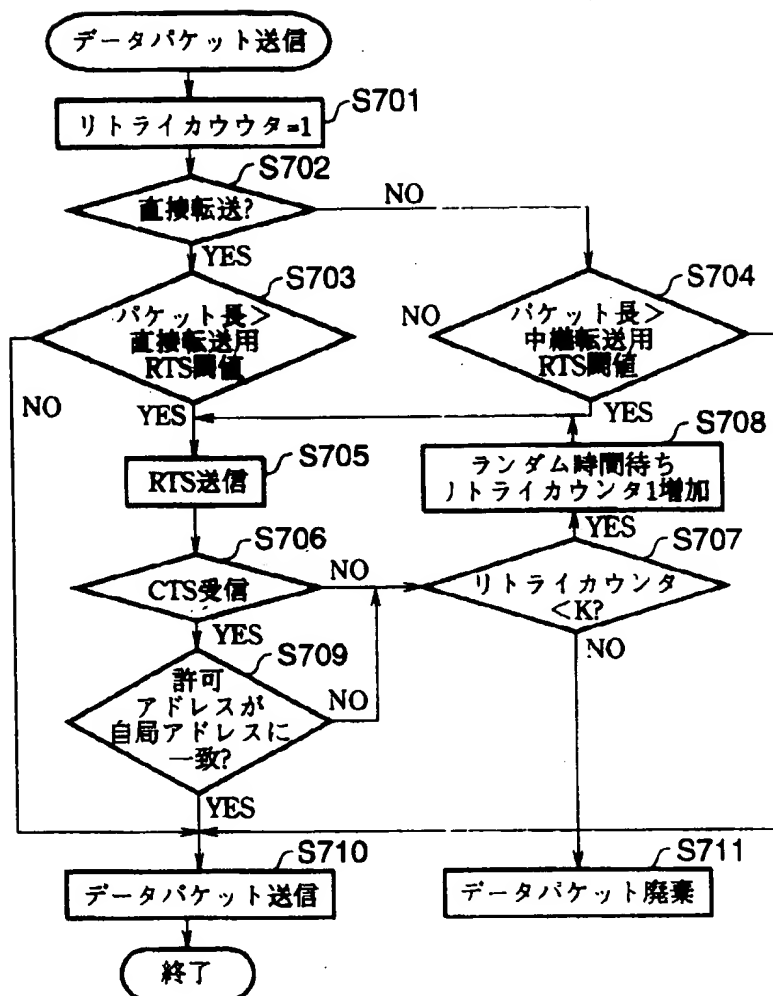 データパケット送信
S701
リトライカウウタ=1
S702
直接転送?
NO
YES
S703
パケット長>
直接転送用
RTS閾値
NO
YES
S704
NO
パケット長>
中継転送用
RTS閾値
YES
S708
ランダム時間待ち
リトライカウンタ1増加
YES
S705
RTS送信
S706
CTS受信
NO
YES
S707
リトライカウンタ
<K?
NO
S709
許可
アドレスが
自局アドレスに
一致?
NO
YES
S710
データパケット送信
S711
データパケット廃棄
終了